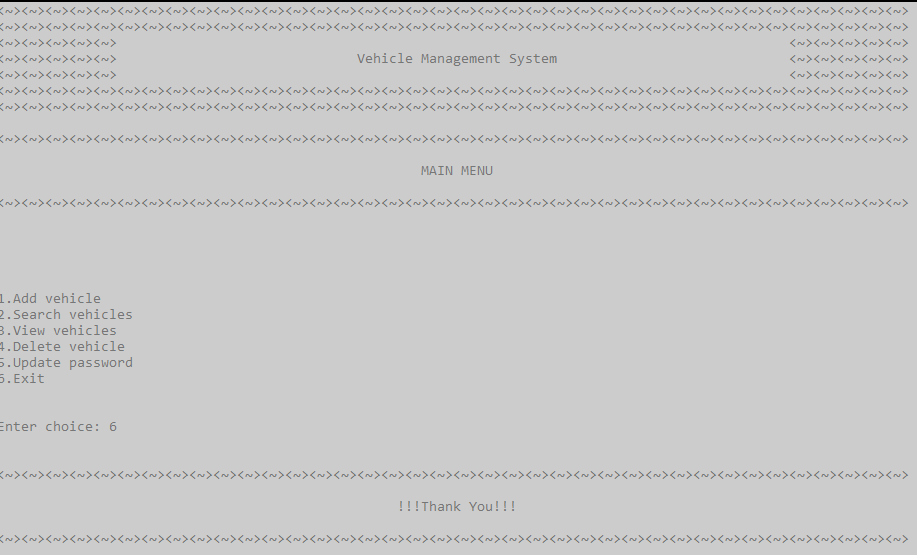 <~><~><~><~><~><~><~><~><~><~><~><~><~><~><~><~><~><~><~><~><~><~><~><~><~><~><~><~><~><~><~><~><~><~><~><~><~><~>
<~><~><~><~><~><~><~><~><~><~><~><~><~><~><~><~><~><~><~><~><~><~><~><~><~><~><~><~><~><~><~><~><~><~><~><~><~><~>
<~><~><~><~><~> <~><~><~><~><~>
<~><~><~><~><~> Vehicle Management System <~><~><~><~><~>
<~><~><~><~><~> <~><~><~><~><~>
<~><~><~><~><~><~><~><~><~><~><~><~><~><~><~><~><~><~><~><~><~><~><~><~><~><~><~><~><~><~><~><~><~><~><~><~><~><~>
<~><~><~><~><~><~><~><~><~><~><~><~><~><~><~><~><~><~><~><~><~><~><~><~><~><~><~><~><~><~><~><~><~><~><~><~><~><~>
<~><~><~><~><~><~><~><~><~><~><~><~><~><~><~><~><~><~><~><~><~><~><~><~><~><~><~><~><~><~><~><~><~><~><~><~><~><~>
MAIN MENU
<~><~><~><~><~><~><~><~><~><~><~><~><~><~><~><~><~><~><~><~><~><~><~><~><~><~><~><~><~><~><~><~><~><~><~><~><~><~>
1.Add vehicle
2.Search vehicles
3.View vehicles
4.Delete vehicle
5.Update password
6.Exit
Enter choice: 6
<~><~><~><~><~><~><~><~><~><~><~><~><~><~><~><~><~><~><~><~><~><~><~><~><~><~><~><~><~><~><~><~><~><~><~><~><~><~>
!!!Thank You!!!
<~><~><~><~><~><~><~><~><~><~><~><~><~><~><~><~><~><~><~><~><~><~><~><~><~><~><~><~><~><~><~><~><~><~><~><~><~><~>